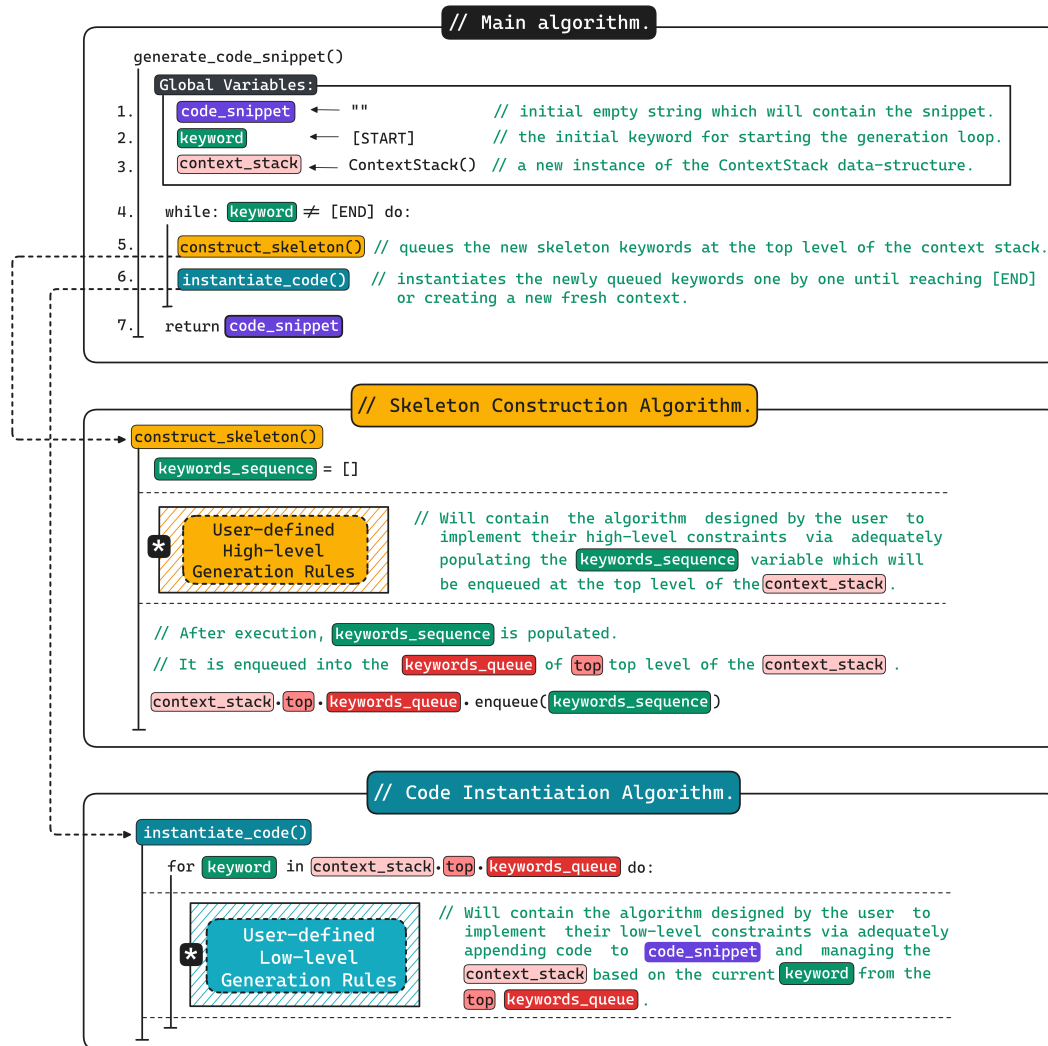 // Main algorithm.
generate_code_snippet()
Global Variables:
1. code_snippet ← "" // initial empty string which will contain the snippet.
2. keyword ← [START] // the initial keyword for starting the generation loop.
3. context_stack ← ContextStack() // a new instance of the ContextStack data-structure.
4. while: keyword ≠ [END] do:
5. construct_skeleton() // queues the new skeleton keywords at the top level of the context stack.
6. instantiate_code() // instantiates the newly queued keywords one by one until reaching [END]
or creating a new fresh context.
7. return code_snippet
// Skeleton Construction Algorithm.
construct_skeleton()
keywords_sequence = []
*
User-defined
High-level
Generation Rules
// Will contain the algorithm designed by the user to
implement their high-level constraints via adequately
populating the keywords_sequence variable which will
be enqueued at the top level of the context_stack .
// After execution, keywords_sequence is populated.
// It is enqueued into the keywords_queue of top top level of the context_stack .
context_stack · top · keywords_queue · enqueue( keywords_sequence )
// Code Instantiation Algorithm.
instantiate_code()
for keyword in context_stack · top · keywords_queue do:
*
User-defined
Low-level
Generation Rules
// Will contain the algorithm designed by the user to
implement their low-level constraints via adequately
appending code to code_snippet and managing the
context_stack based on the current keyword from the
top keywords_queue .